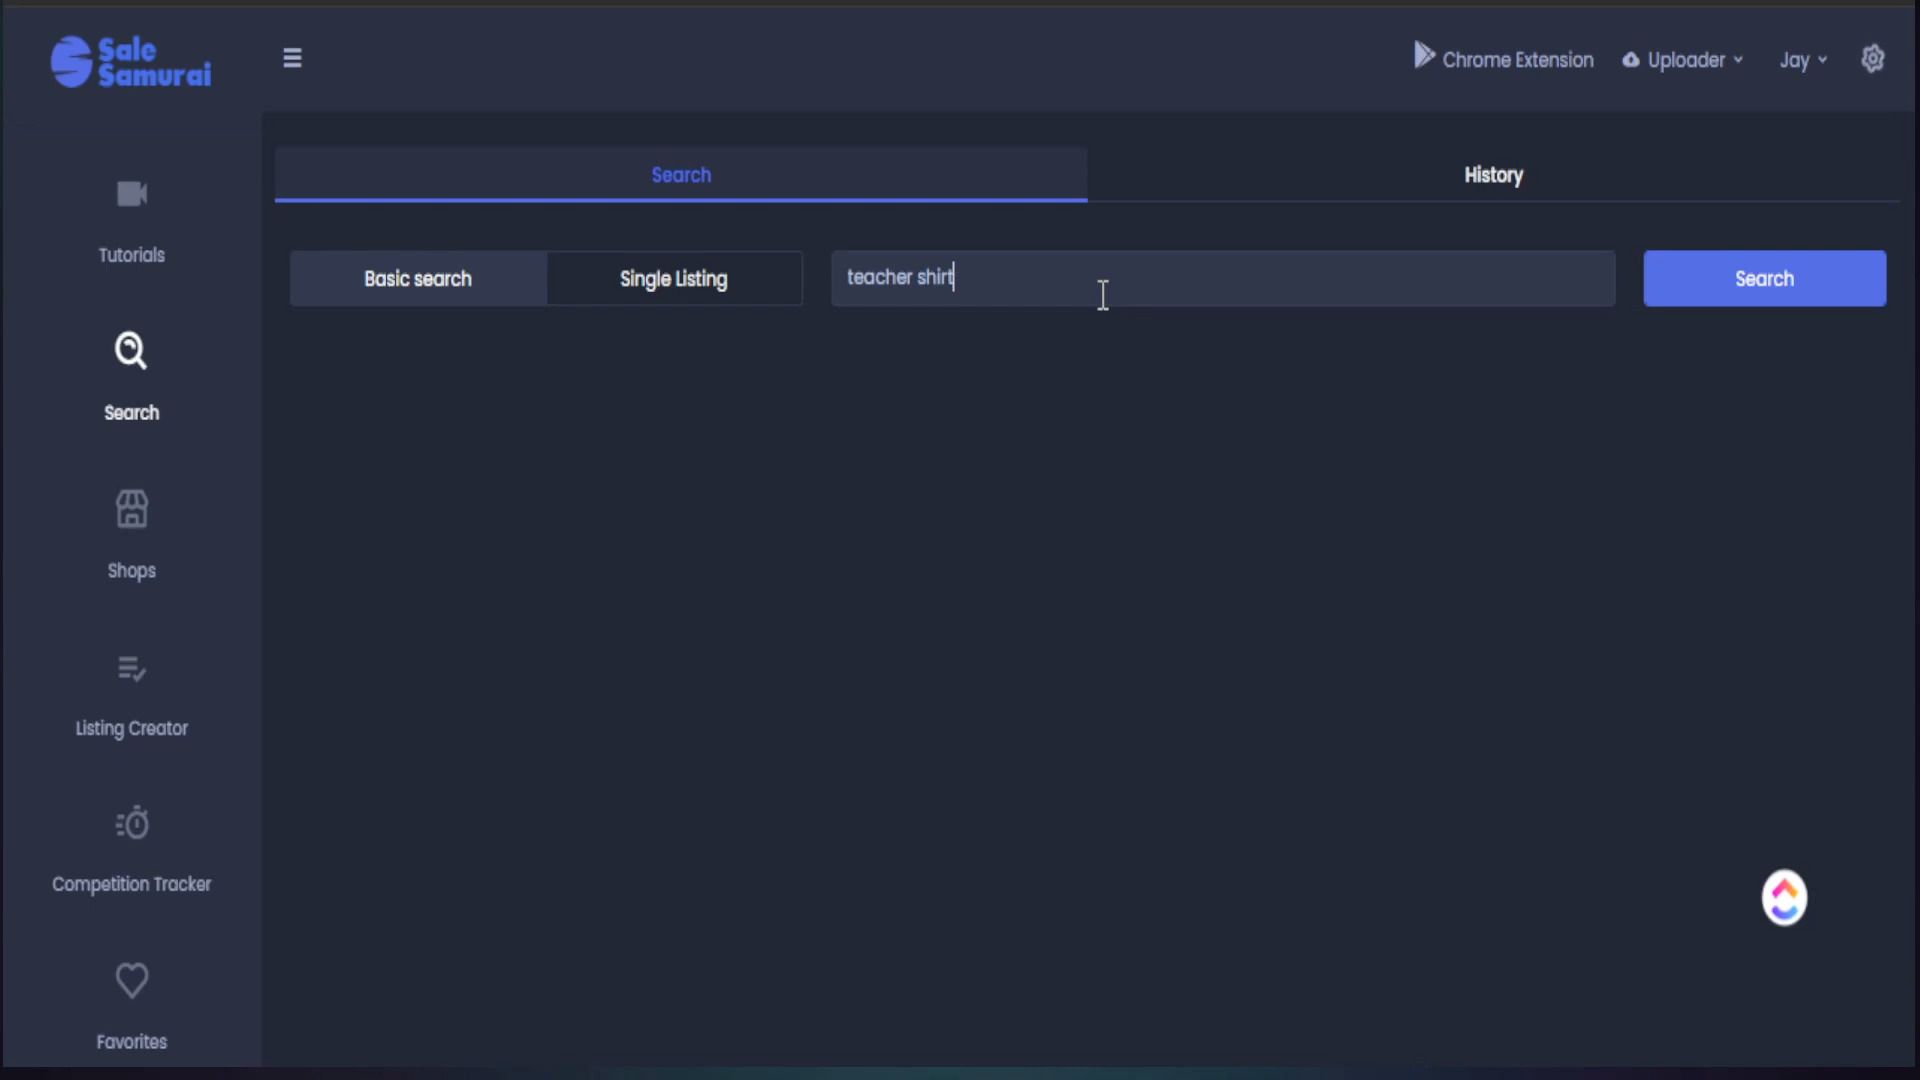 Sale
Samurai
Chrome Extension
Uploader
Jay
Search
History
Basic search
Single Listing
teacher shirt
Search
Tutorials
Search
Shops
Listing Creator
Competition Tracker
Favorites